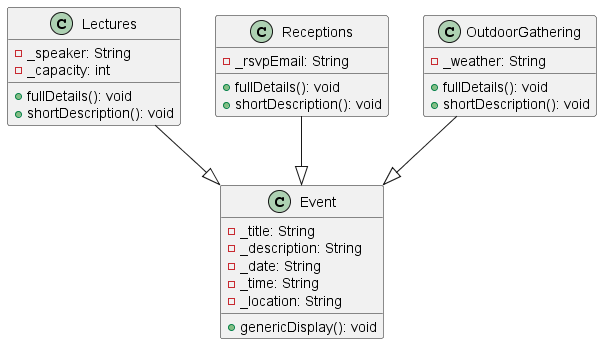 C Lectures
_speaker: String
_capacity: int
fullDetails(): void
shortDescription(): void
C Receptions
_rsvpEmail: String
fullDetails(): void
shortDescription(): void
C OutdoorGathering
_weather: String
fullDetails(): void
shortDescription(): void
C Event
_title: String
_description: String
_date: String
_time: String
_location: String
genericDisplay(): void